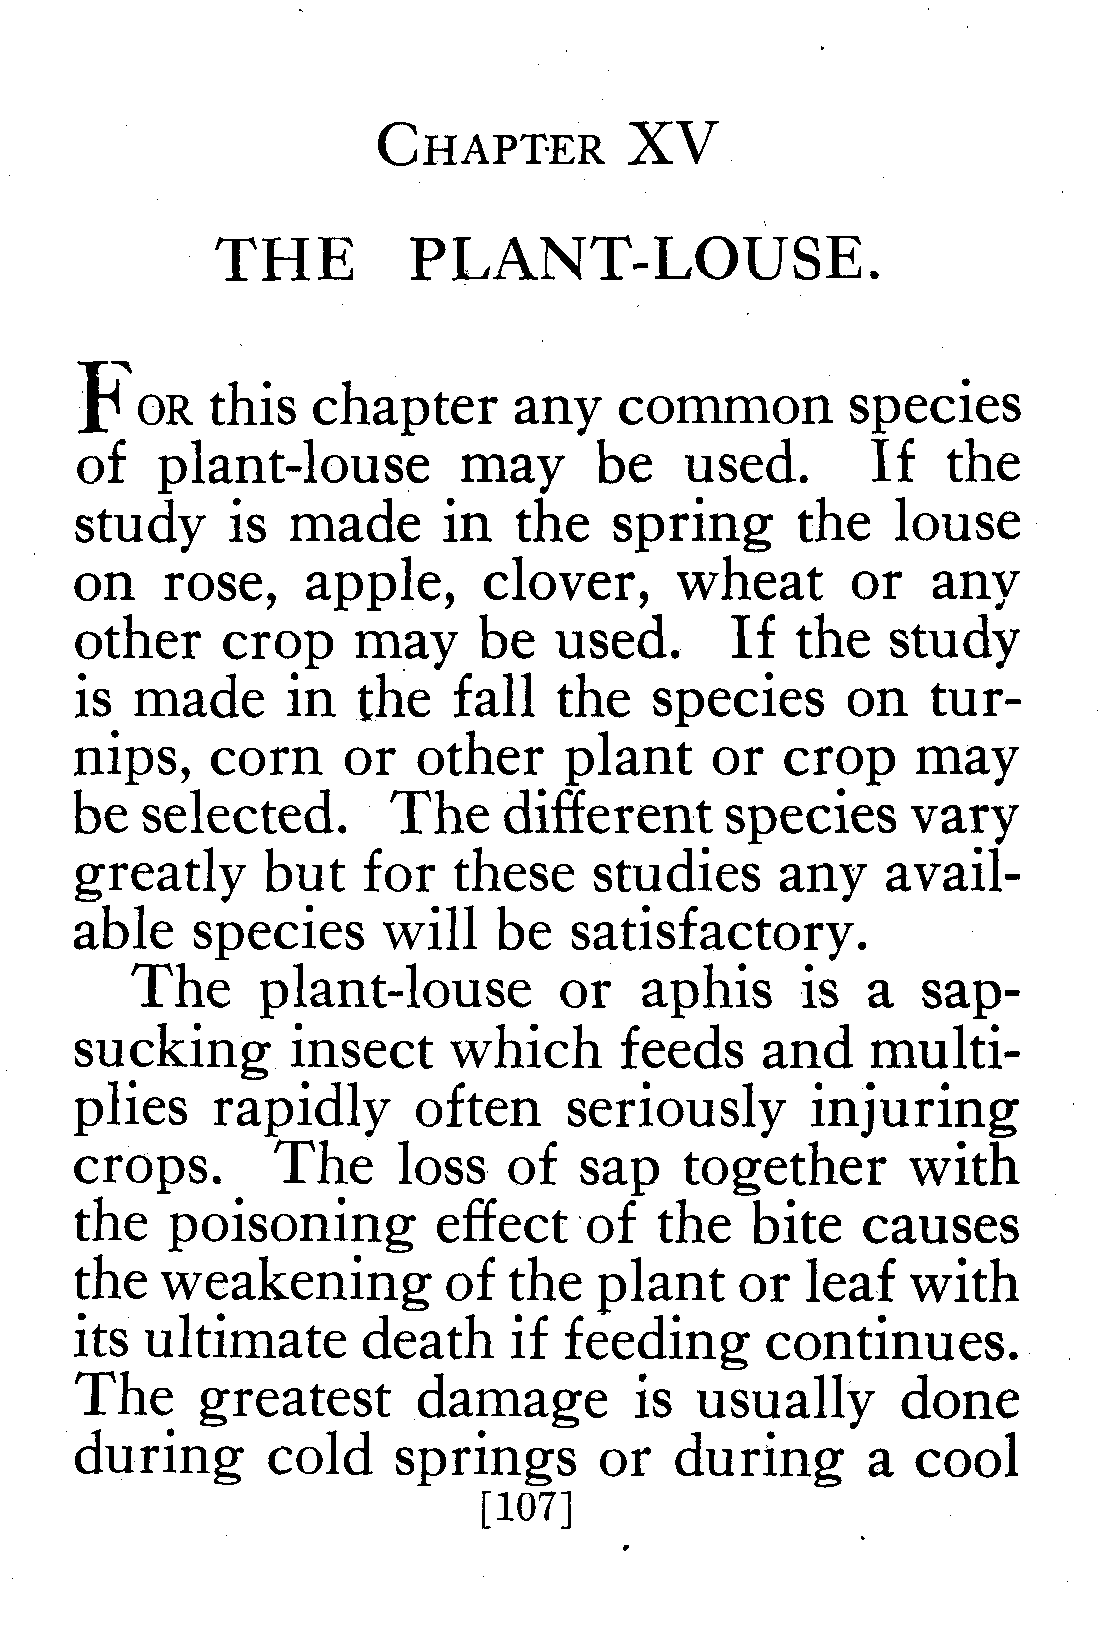 CHAPTER XV
THE PLANT-LOUSE.
FOR this chapter any common species
of plant-louse may be used. If the
study is made in the spring the louse
on rose, apple, clover, wheat or any
other crop may be used. If the study
is made in the fall the species on tur-
nips, corn or other plant or crop may
be selected. The different species vary
greatly but for these studies any avail-
able species will be satisfactory.
The plant-louse or aphis is a sap-
sucking insect which feeds and multi-
plies rapidly often seriously injuring
crops. The loss of sap together with
the poisoning effect of the bite causes
the weakening of the plant or leaf with
its ultimate death if feeding continues.
The greatest damage is usually done
during cold springs or during a cool
[107]